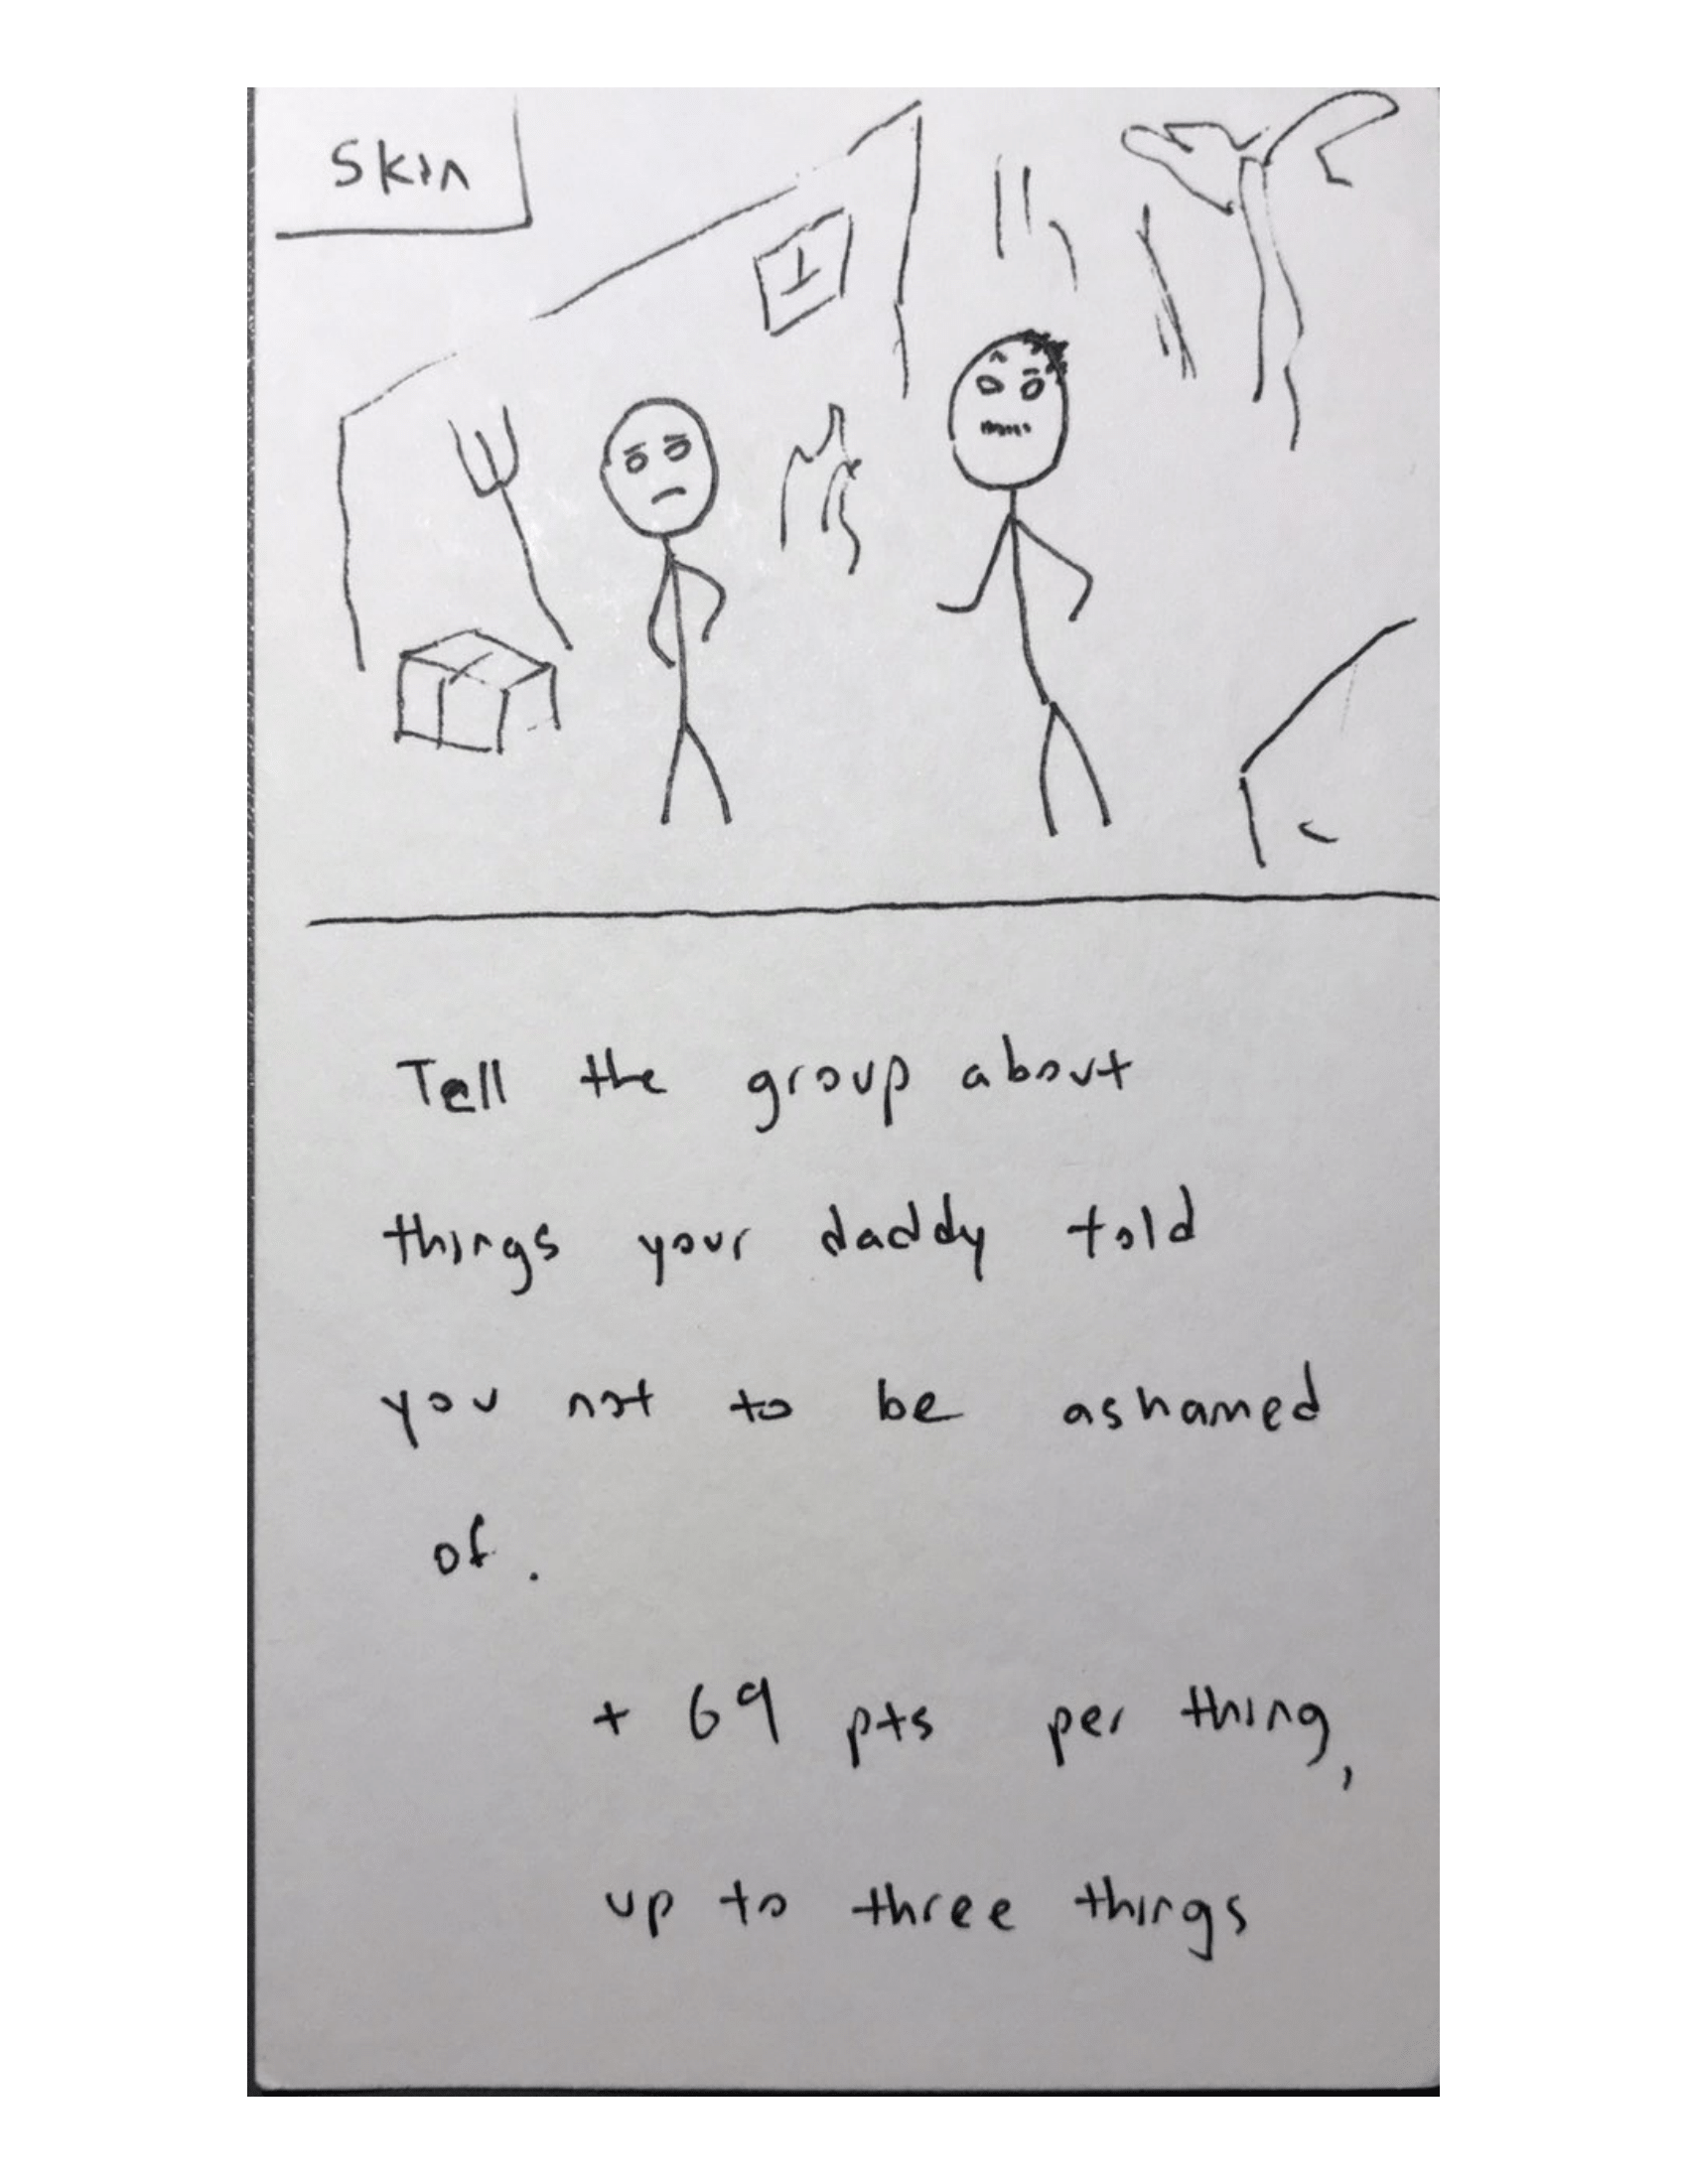 Skin
Tell the group about
things your daddy told
you not to be ashamed
of.
+ 69 pts per thing,
up to three things